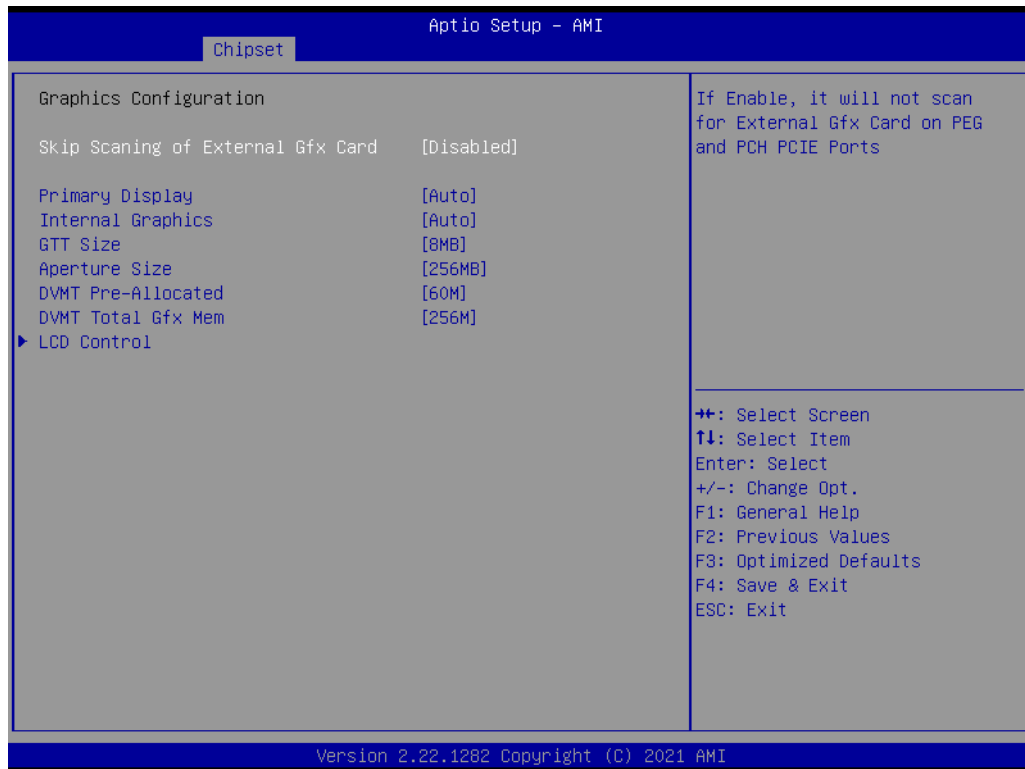 Aptio Setup – AMI
Chipset
Graphics Configuration
Skip Scaning of External Gfx Card [Disabled]
Primary Display [Auto]
Internal Graphics [Auto]
GTT Size [8MB]
Aperture Size [256MB]
DVMT Pre-Allocated [60M]
DVMT Total Gfx Mem [256M]
▶ LCD Control
If Enable, it will not scan
for External Gfx Card on PEG
and PCH PCIE Ports
→←: Select Screen
↑↓: Select Item
Enter: Select
+/-: Change Opt.
F1: General Help
F2: Previous Values
F3: Optimized Defaults
F4: Save & Exit
ESC: Exit
Version 2.22.1282 Copyright (C) 2021 AMI